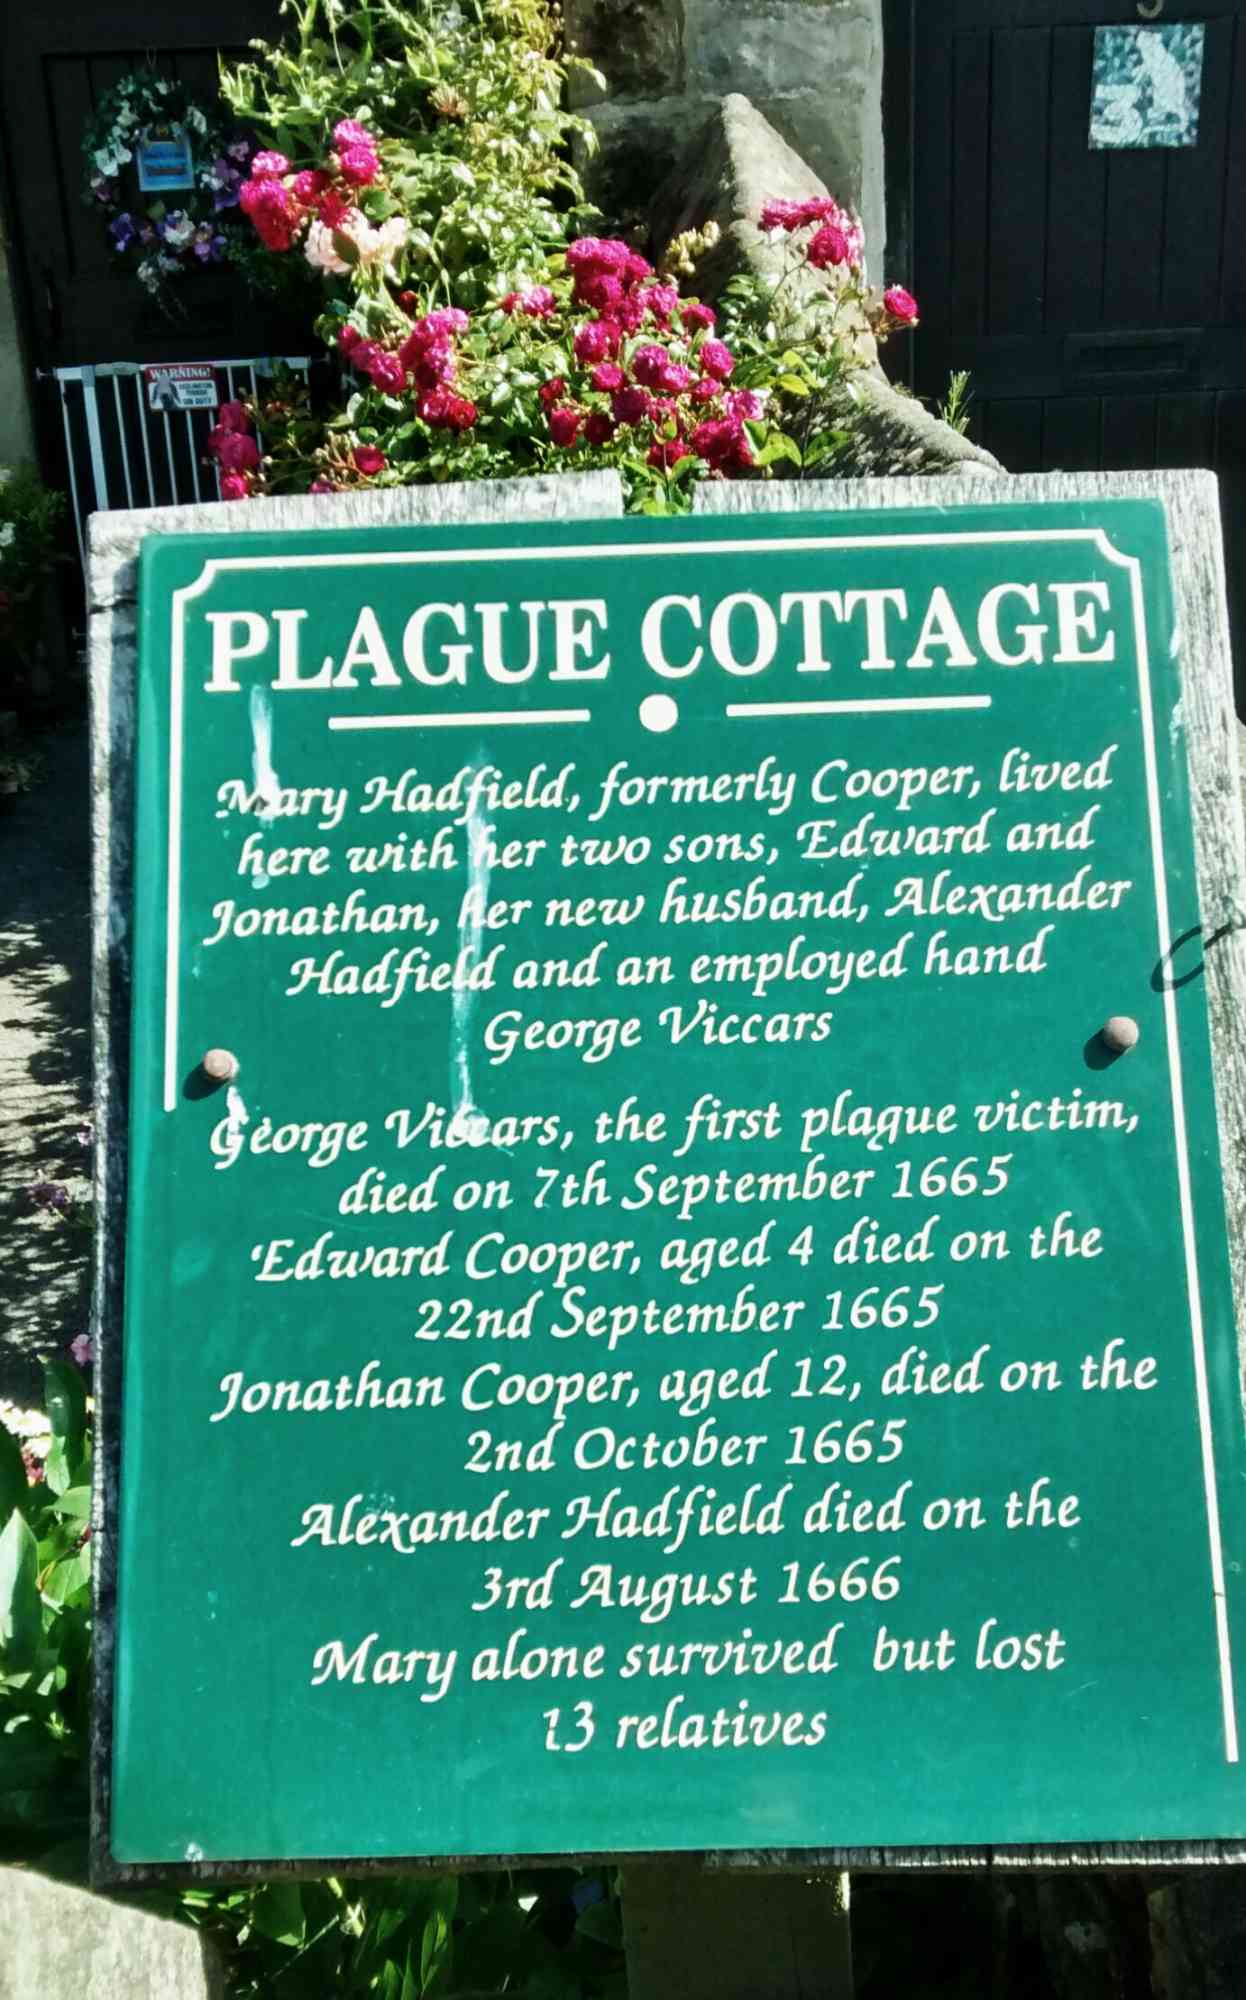 3
WARNING!
PLAGUE COTTAGE
Mary Hadfield, formerly Cooper, lived
here with her two sons, Edward and
Jonathan, her new husband, Alexander
Hadfield and an employed hand
George Viccars
George Viccars, the first plague victim,
died on 7th September 1665
Edward Cooper, aged 4 died on the
22nd September 1665
Jonathan Cooper, aged 12, died on the
2nd October 1665
Alexander Hadfield died on the
3rd August 1666
Mary alone survived but lost
13 relatives